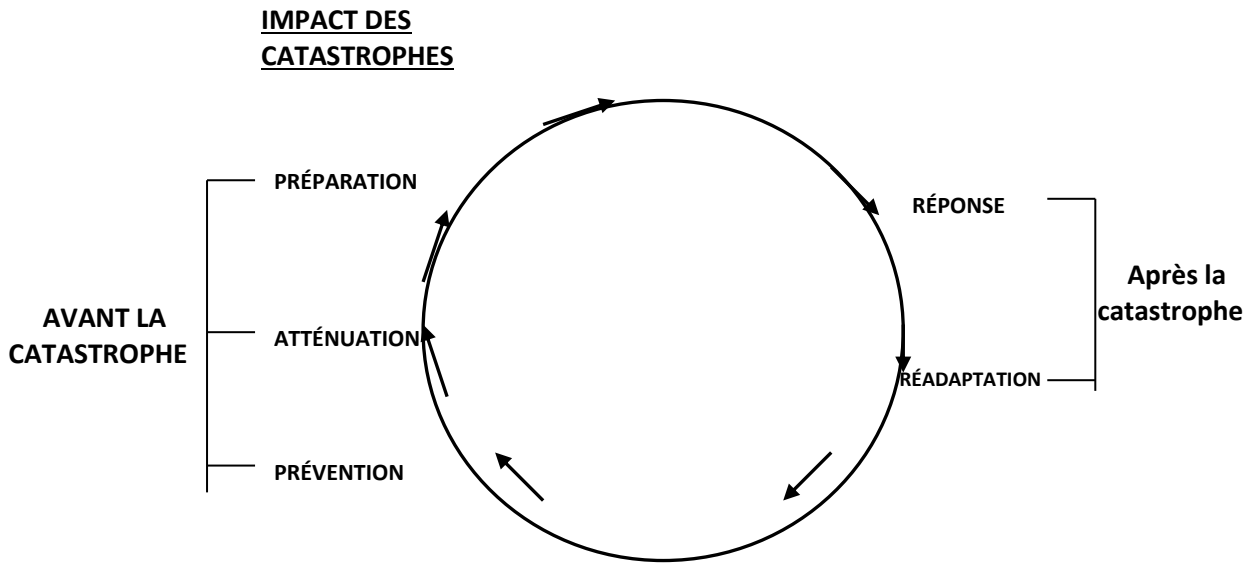 IMPACT DES
CATASTROPHES
PRÉPARATION
RÉPONSE
AVANT LA
CATASTROPHE
ATTÉNUATION
Après la
catastrophe
RÉADAPTATION
PRÉVENTION